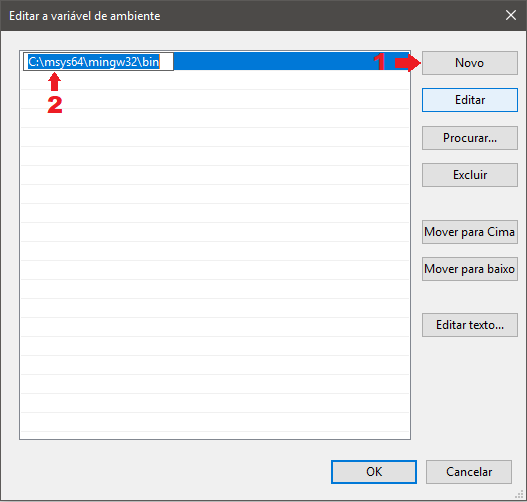 Editar a variável de ambiente
C:\msys64\mingw32\bin
1
Novo
2
Editar
Procurar...
Excluir
Mover para Cima
Mover para baixo
Editar texto...
OK
Cancelar